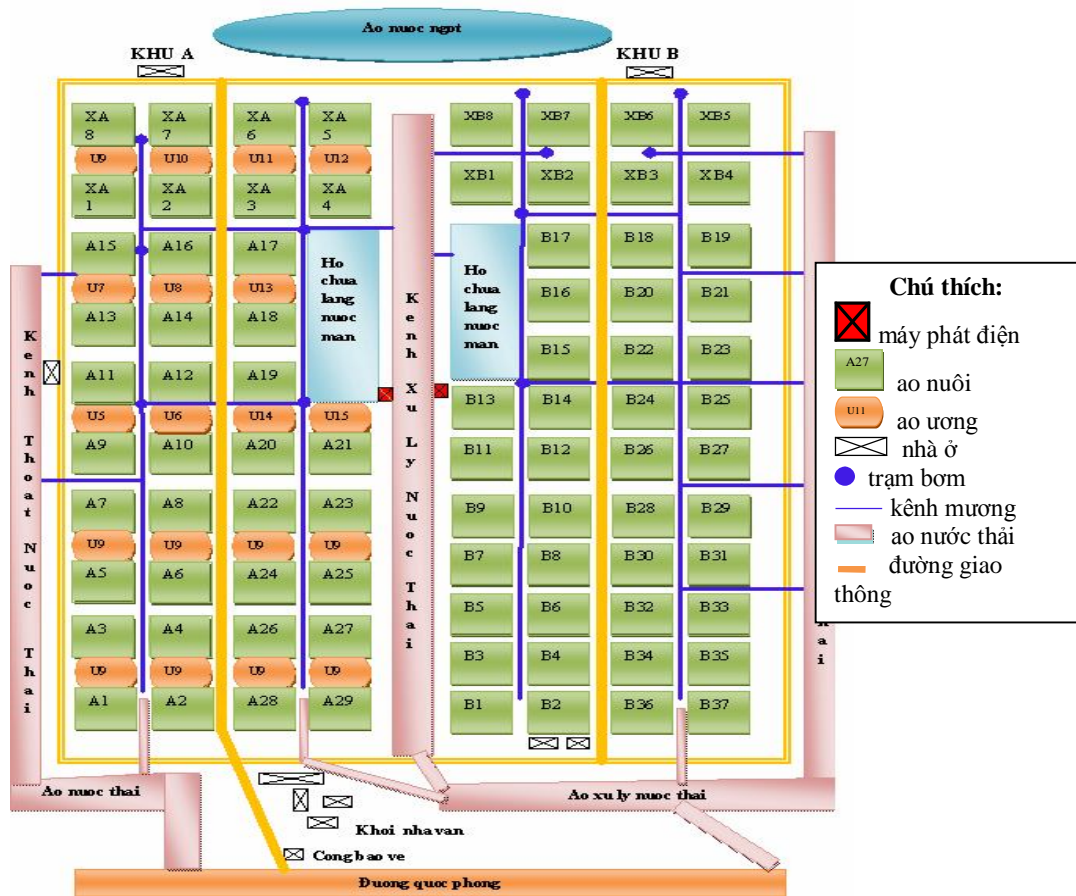 Ao nuoc ngot
KHU A
KHU B
XA 8
XA 7
XA 6
XA 5
XB8
XB7
XB6
XB5
U9
U10
U11
U12
XA 1
XA 2
XA 3
XA 4
XB1
XB2
XB3
XB4
A15
A16
A17
Ho chua lang nuoc man
Ho chua lang nuoc man
B17
B18
B19
U7
U8
U13
B16
B20
B21
A13
A14
A18
B15
B22
B23
A11
A12
A19
B13
B14
B24
B25
U5
U6
U14
U15
A9
A10
A20
A21
B11
B12
B26
B27
A7
A8
A22
A23
B9
B10
B28
B29
U9
U9
U9
U9
B7
B8
B30
B31
A5
A6
A24
A25
B5
B6
B32
B33
A3
A4
A26
A27
B3
B4
B34
B35
U9
U9
U9
U9
A1
A2
A28
A29
B1
B2
B36
B37
Kenh Thoat Nuoc Thai
Kenh Xu Ly Nuoc Thai
ai
Ao nuoc thai
Ao xu ly nuoc thai
Khoi nha van
Cong bao ve
Đuong quoc phong
Chú thích:
máy phát điện
A27
ao nuôi
U11
ao ương
nhà ở
trạm bơm
kênh mương
ao nước thải
đường giao
thông